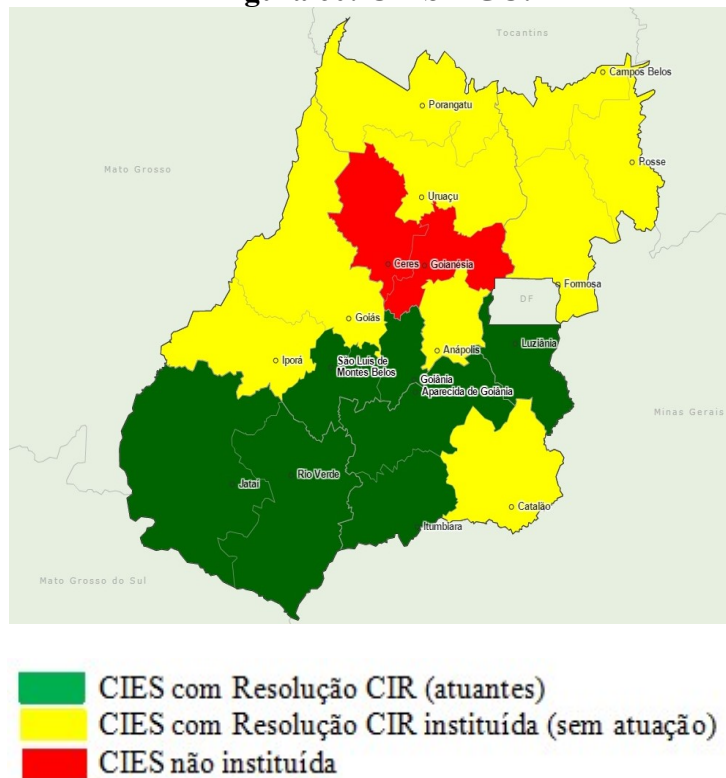 Tocantins
Campos Belos
Porangatu
Posse
Mato Grosso
Uruaçu
Ceres
Goianésia
Formosa
DF
Goiás
Luziânia
Anápolis
Iporá
São Luis de
Montes Belos
Goiânia
Aparecida de Goiânia
Minas Gerais
Rio Verde
Jataí
Catalão
Itumbiara
Mato Grosso do Sul
CIES com Resolução CIR (atuantes)
CIES com Resolução CIR instituída (sem atuação)
CIES não instituída